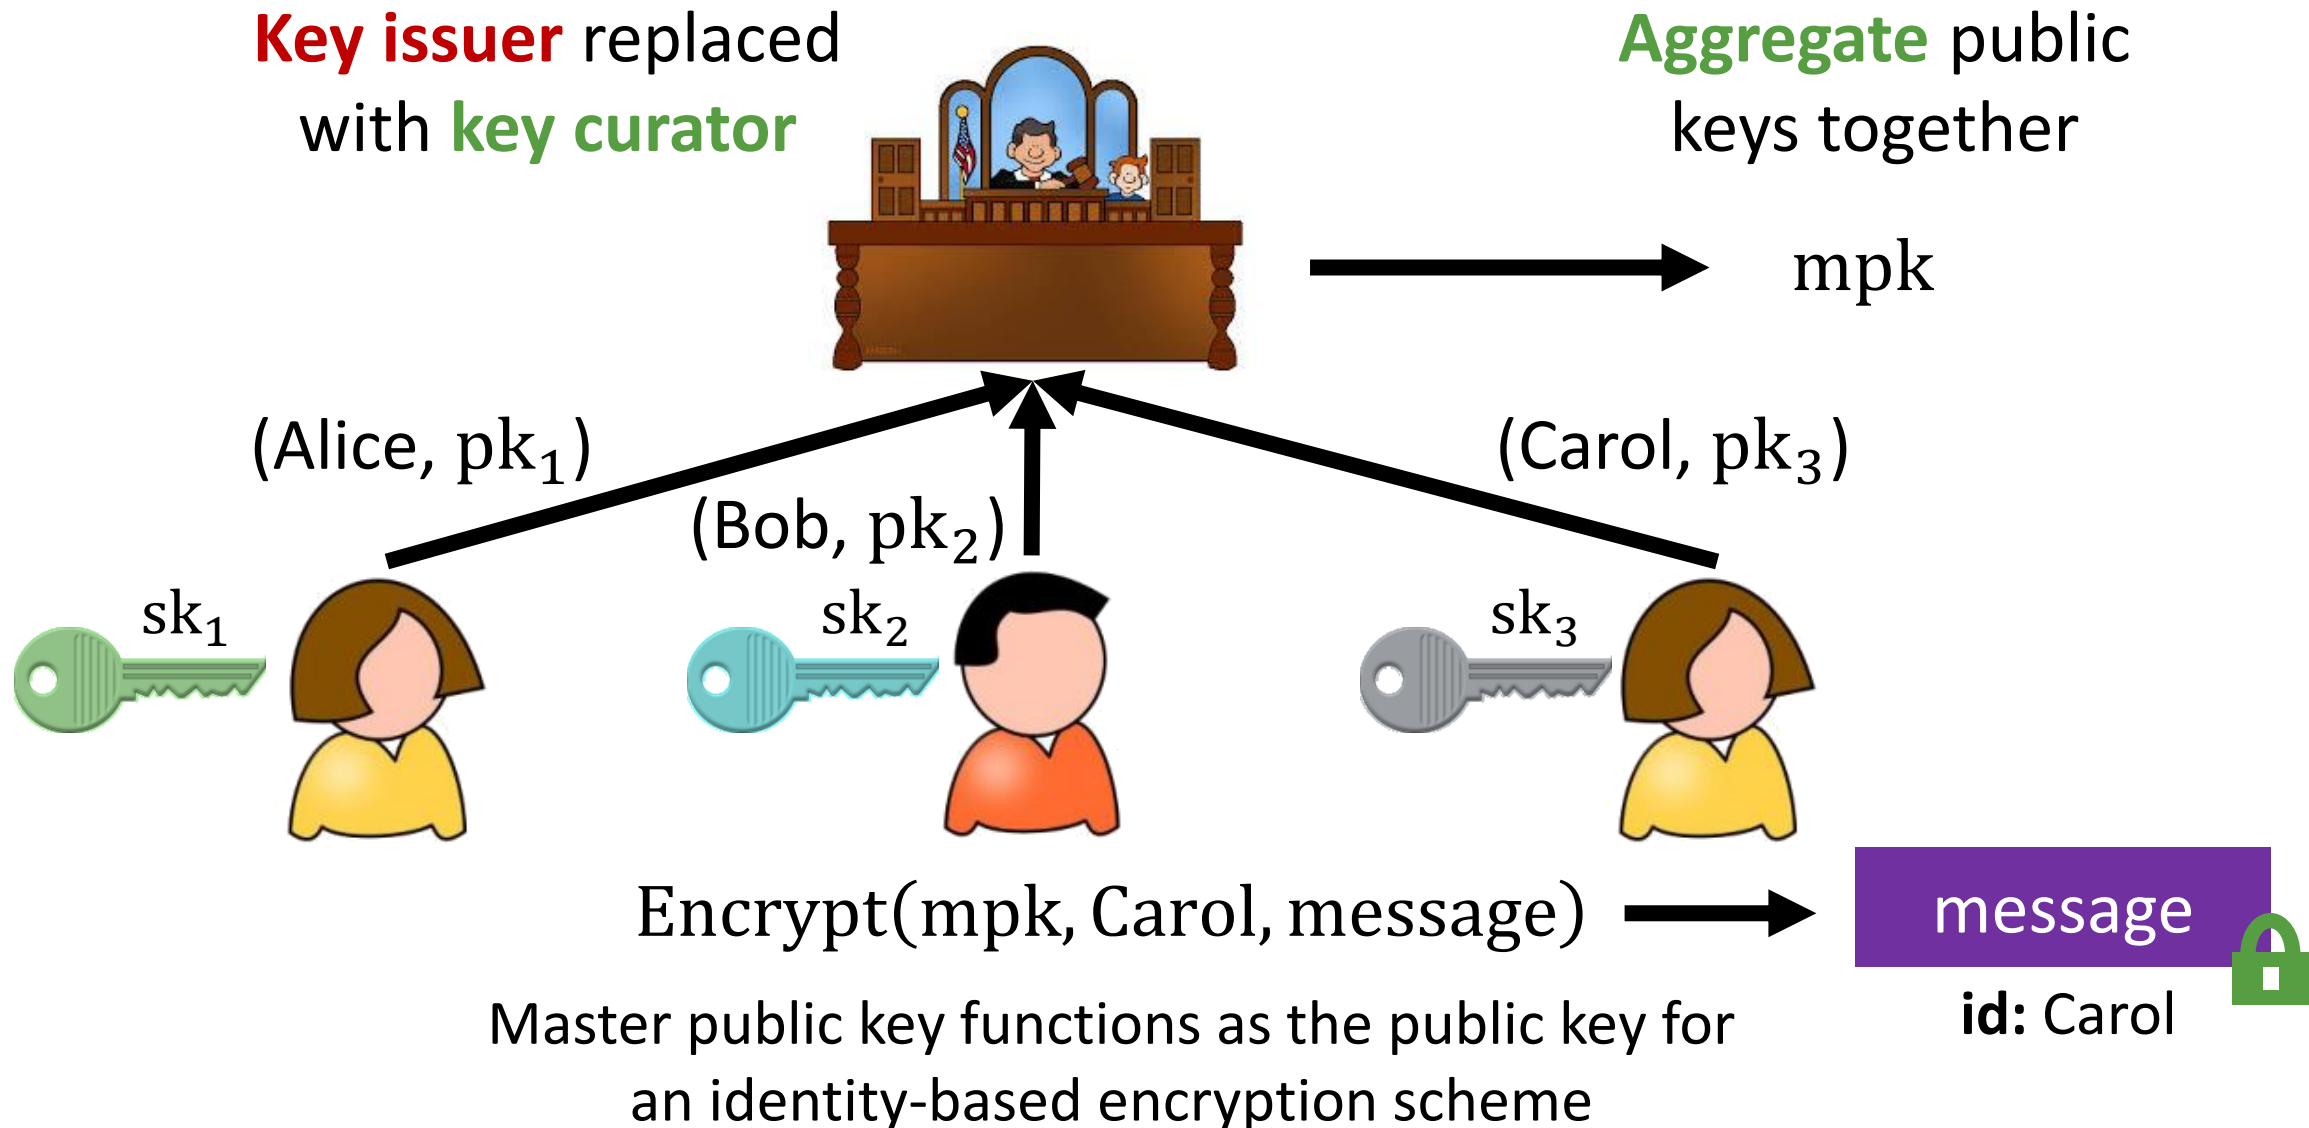 Key issuer replaced
with key curator
Aggregate public
keys together
mpk
(Alice, pk₁)
(Bob, pk₂)
(Carol, pk₃)
sk₁
sk₂
sk₃
Encrypt(mpk, Carol, message)
message
id: Carol
Master public key functions as the public key for
an identity-based encryption scheme